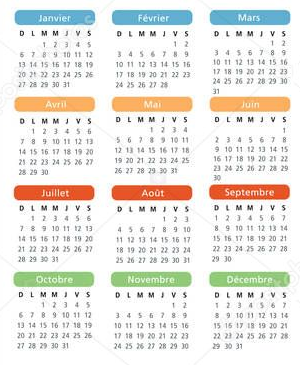 Janvier
D L M M J V S
1 2 3 4 5
6 7 8 9 10 11 12
13 14 15 16 17 18 19
20 21 22 23 24 25 26
27 28 29 30 31
Février
D L M M J V S
1 2
3 4 5 6 7 8 9
10 11 12 13 14 15 16
17 18 19 20 21 22 23
24 25 26 27 28
Mars
D L M M J V S
1 2
3 4 5 6 7 8 9
10 11 12 13 14 15 16
17 18 19 20 21 22 23
24 25 26 27 28 29 30
31
Avril
D L M M J V S
1 2 3 4 5 6
7 8 9 10 11 12 13
14 15 16 17 18 19 20
21 22 23 24 25 26 27
28 29 30
Mai
D L M M J V S
1 2 3 4
5 6 7 8 9 10 11
12 13 14 15 16 17 18
19 20 21 22 23 24 25
26 27 28 29 30 31
Juin
D L M M J V S
1
2 3 4 5 6 7 8
9 10 11 12 13 14 15
16 17 18 19 20 21 22
23 24 25 26 27 28 29
30
Juillet
D L M M J V S
1 2 3 4 5 6
7 8 9 10 11 12 13
14 15 16 17 18 19 20
21 22 23 24 25 26 27
28 29 30 31
Août
D L M M J V S
1 2 3
4 5 6 7 8 9 10
11 12 13 14 15 16 17
18 19 20 21 22 23 24
25 26 27 28 29 30 31
Septembre
D L M M J V S
1 2 3 4 5 6 7
8 9 10 11 12 13 14
15 16 17 18 19 20 21
22 23 24 25 26 27 28
29 30
Octobre
D L M M J V S
1 2 3 4 5
6 7 8 9 10 11 12
13 14 15 16 17 18 19
20 21 22 23 24 25 26
27 28 29 30 31
Novembre
D L M M J V S
1 2
3 4 5 6 7 8 9
10 11 12 13 14 15 16
17 18 19 20 21 22 23
24 25 26 27 28 29 30
Décembre
D L M M J V S
1 2 3 4 5 6 7
8 9 10 11 12 13 14
15 16 17 18 19 20 21
22 23 24 25 26 27 28
29 30 31